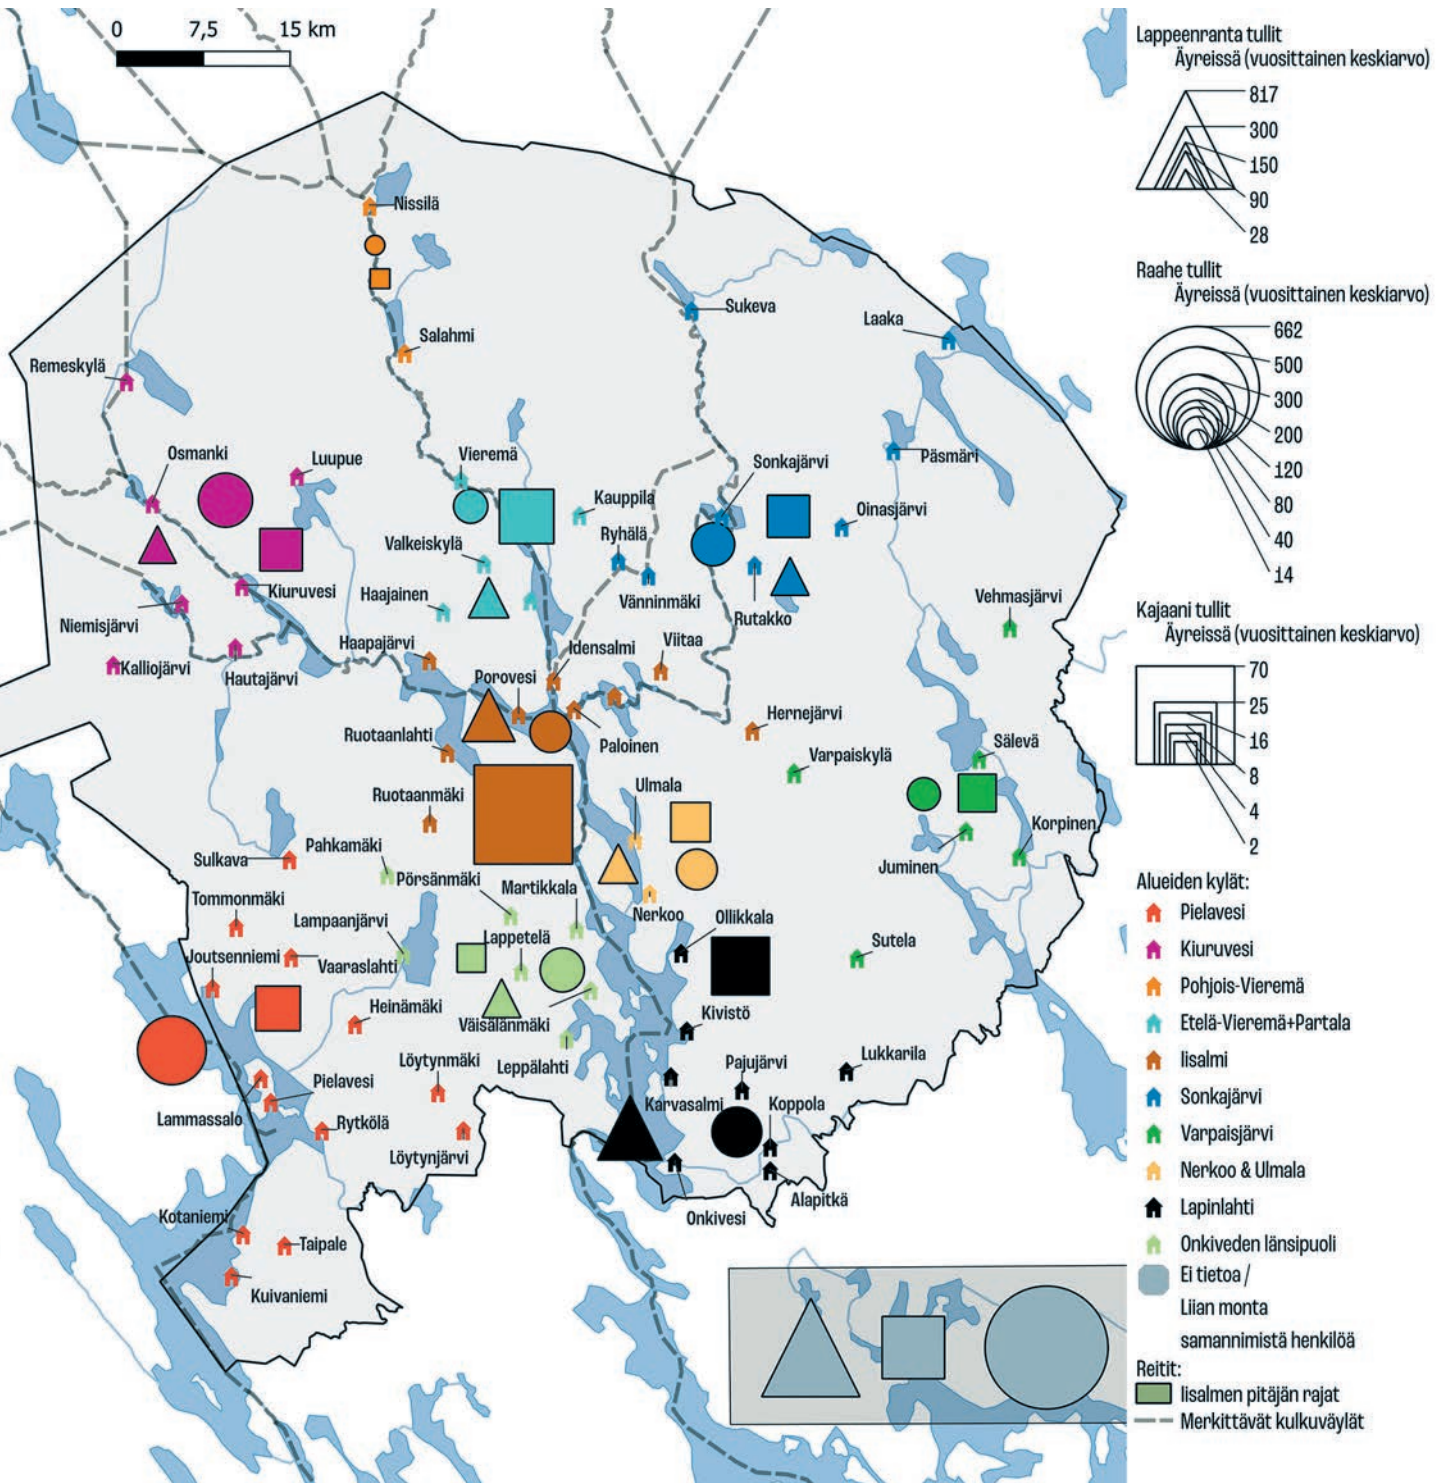 0 7,5 15 km
Nissilä
Salahmi
Sukeva
Laaka
Remeskylä
Osmanki
Luupue
Vieremä
Kauppila
Sonkajärvi
Päsmäri
Oinasjärvi
Valkeiskylä
Ryhälä
Haajainen
Vänninmäki
Rutakko
Vehmasjärvi
Kiuruvesi
Niemisjärvi
Kalliojärvi
Hautajärvi
Haapajärvi
Idensalmi
Viitaa
Porovesi
Hernejärvi
Ruotaanlahti
Paloinen
Varpaiskylä
Sälevä
Ruotaanmäki
Ulmala
Korpinen
Juminen
Sulkava
Pahkamäki
Pörsänmäki
Martikkala
Nerkoo
Ollikkala
Tommonmäki
Lampaanjärvi
Lappetelä
Sutela
Joutsenniemi
Vaaraslahti
Heinämäki
Väisälänmäki
Kivistö
Leppälahti
Löytynmäki
Pajujärvi
Lukkarila
Pielavesi
Lammassalo
Rytkölä
Karvasalmi
Koppola
Löytynjärvi
Alapitkä
Onkivesi
Kotaniemi
Taipale
Kuivaniemi
Lappeenranta tullit
Äyreissä (vuosittainen keskiarvo)
817
300
150
90
28
Raahe tullit
Äyreissä (vuosittainen keskiarvo)
662
500
300
200
120
80
40
14
Kajaani tullit
Äyreissä (vuosittainen keskiarvo)
70
25
16
8
4
2
Alueiden kylät:
Pielavesi
Kiuruvesi
Pohjois-Vieremä
Etelä-Vieremä+Partala
Iisalmi
Sonkajärvi
Varpaisjärvi
Nerkoo & Ulmala
Lapinlahti
Onkiveden länsipuoli
Ei tietoa /
Liian monta
samannimistä henkilöä
Reitit:
Iisalmen pitäjän rajat
Merkittävät kulkuväylät